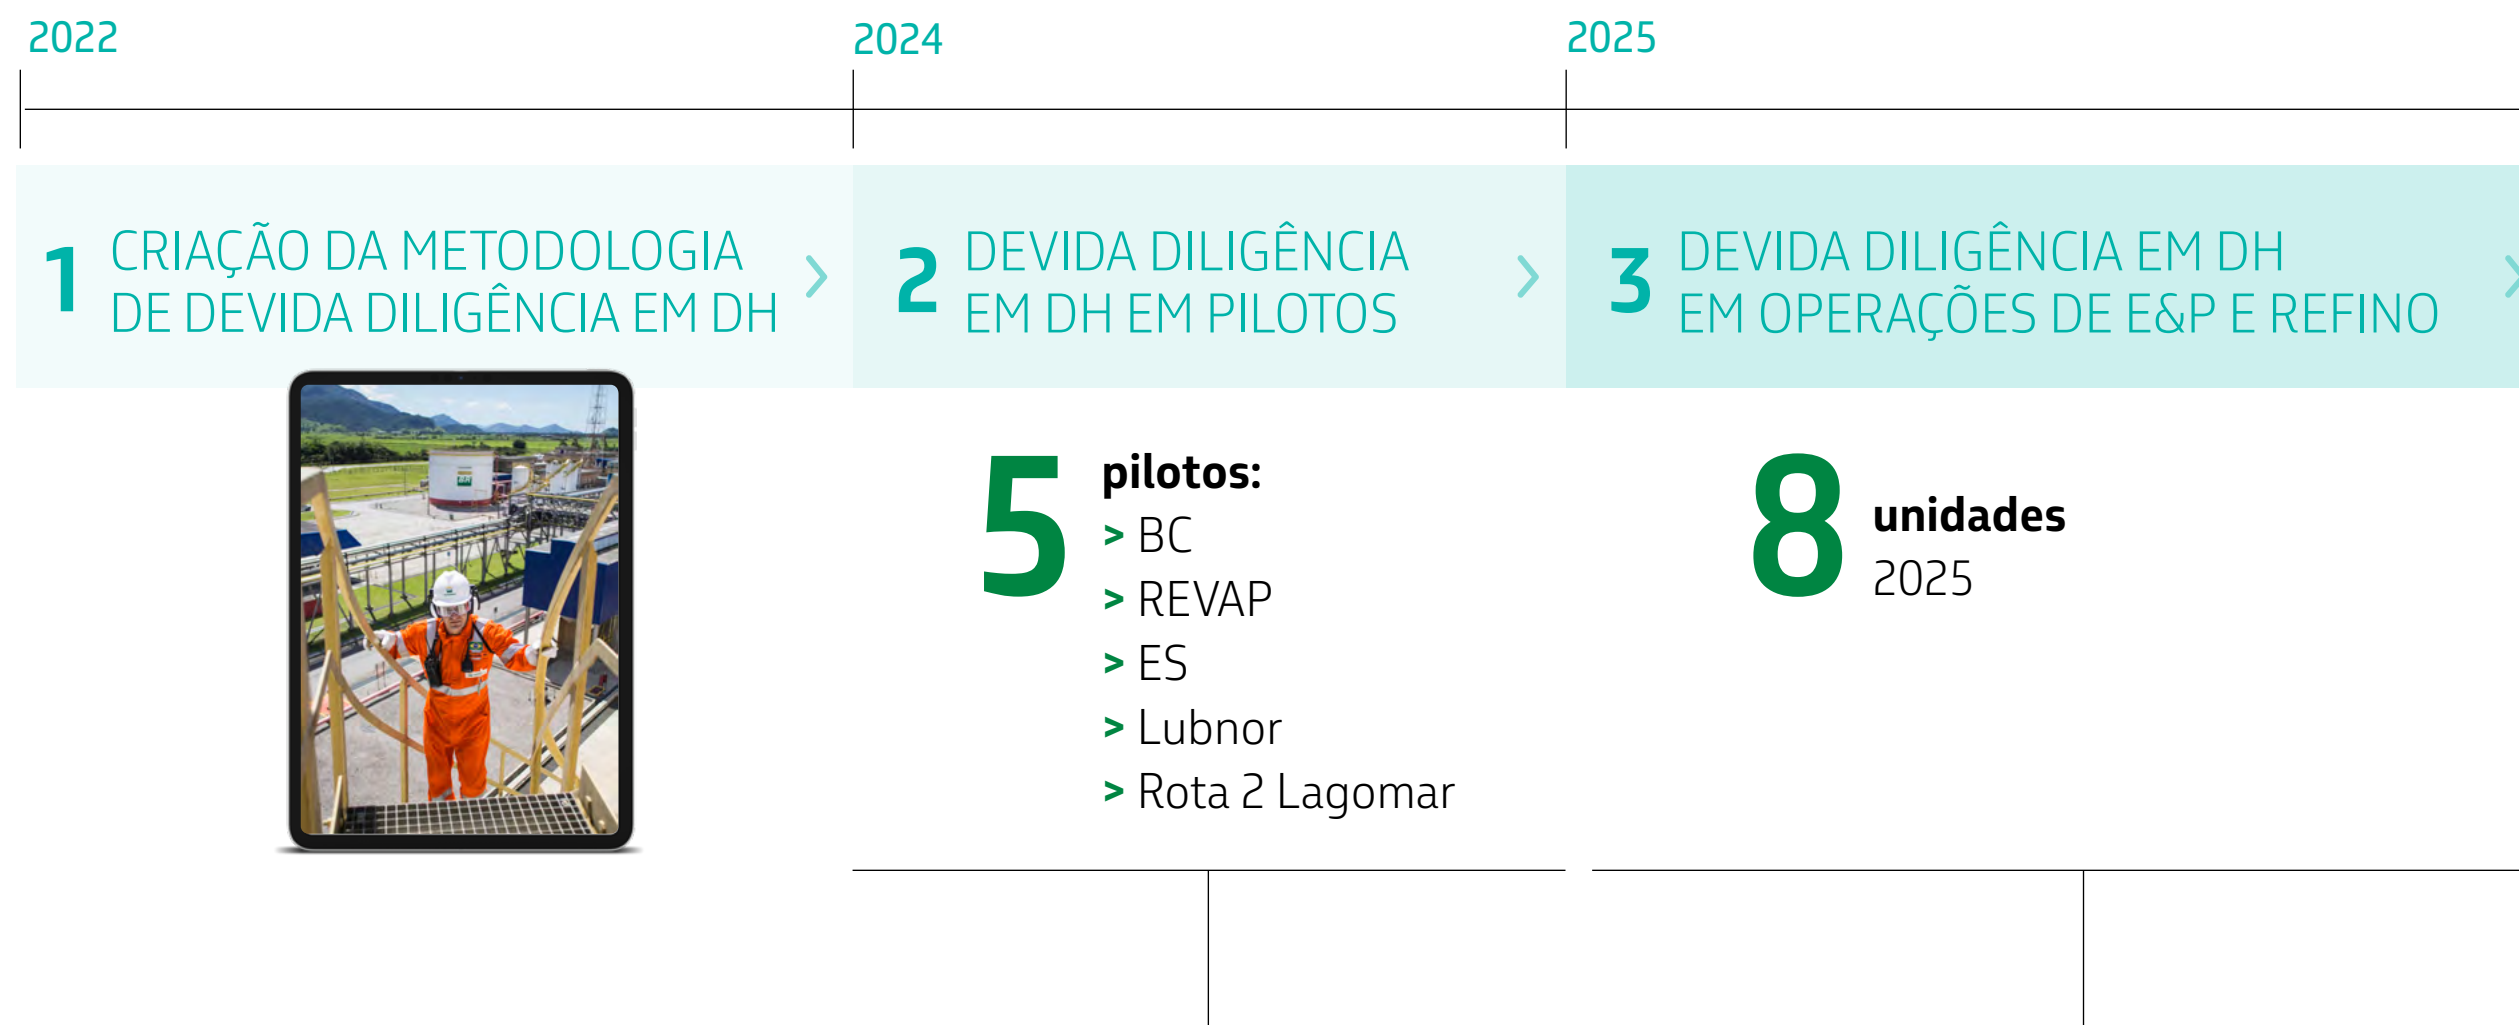 2022
2024
2025
1
CRIAÇÃO DA METODOLOGIA
DE DEVIDA DILIGÊNCIA EM DH
2
DEVIDA DILIGÊNCIA
EM DH EM PILOTOS
3
DEVIDA DILIGÊNCIA EM DH
EM OPERAÇÕES DE E&P E REFINO
5
pilotos:
> BC
> REVAP
> ES
> Lubnor
> Rota 2 Lagomar
8
unidades
2025
BR